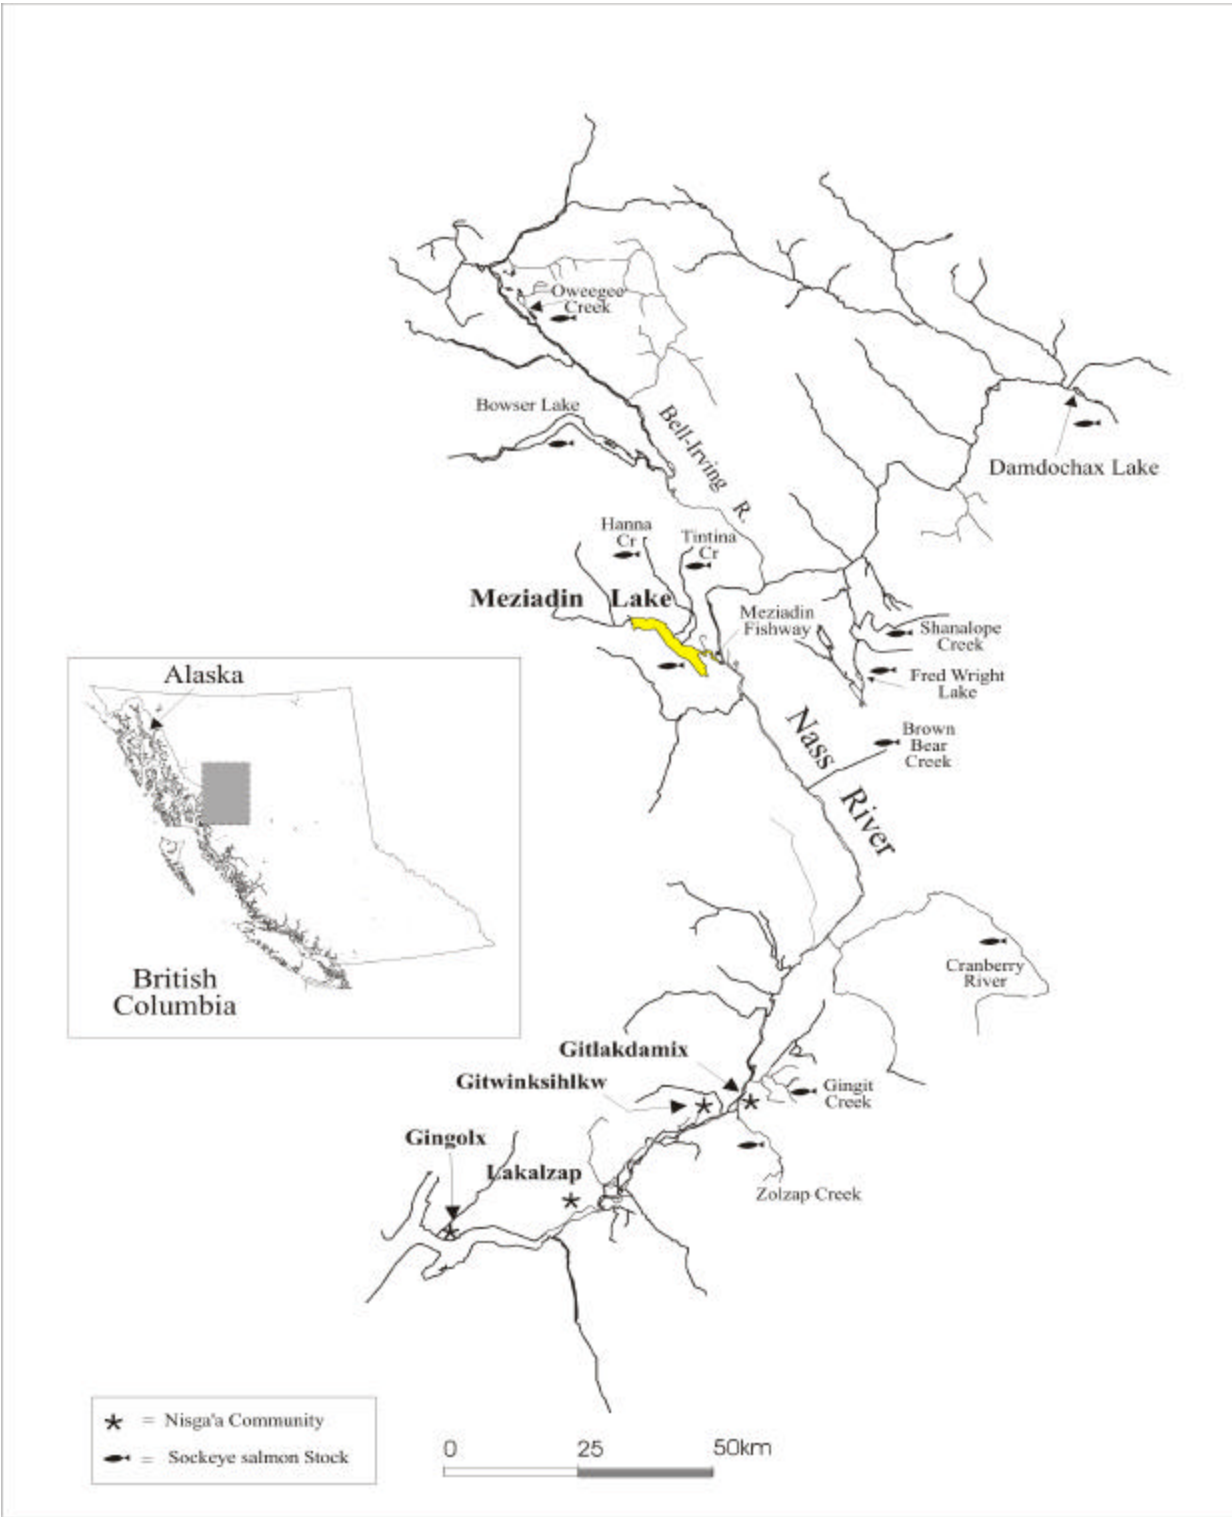 Oweegee
Creek
Bowser Lake
Bell-Irving R.
Damdochax Lake
Hanna
Cr
Tintina
Cr
Meziadin Lake
Meziadin
Fishway
Shanalope
Creek
Fred Wright
Lake
Alaska
Nass River
Brown
Bear
Creek
British
Columbia
Cranberry
River
Gitlakdamix
Gitwinksihlkw
Gingit
Creek
Gingolx
Lakalzap
Zolzap Creek
* = Nisga'a Community
= Sockeye salmon Stock
0 25 50km